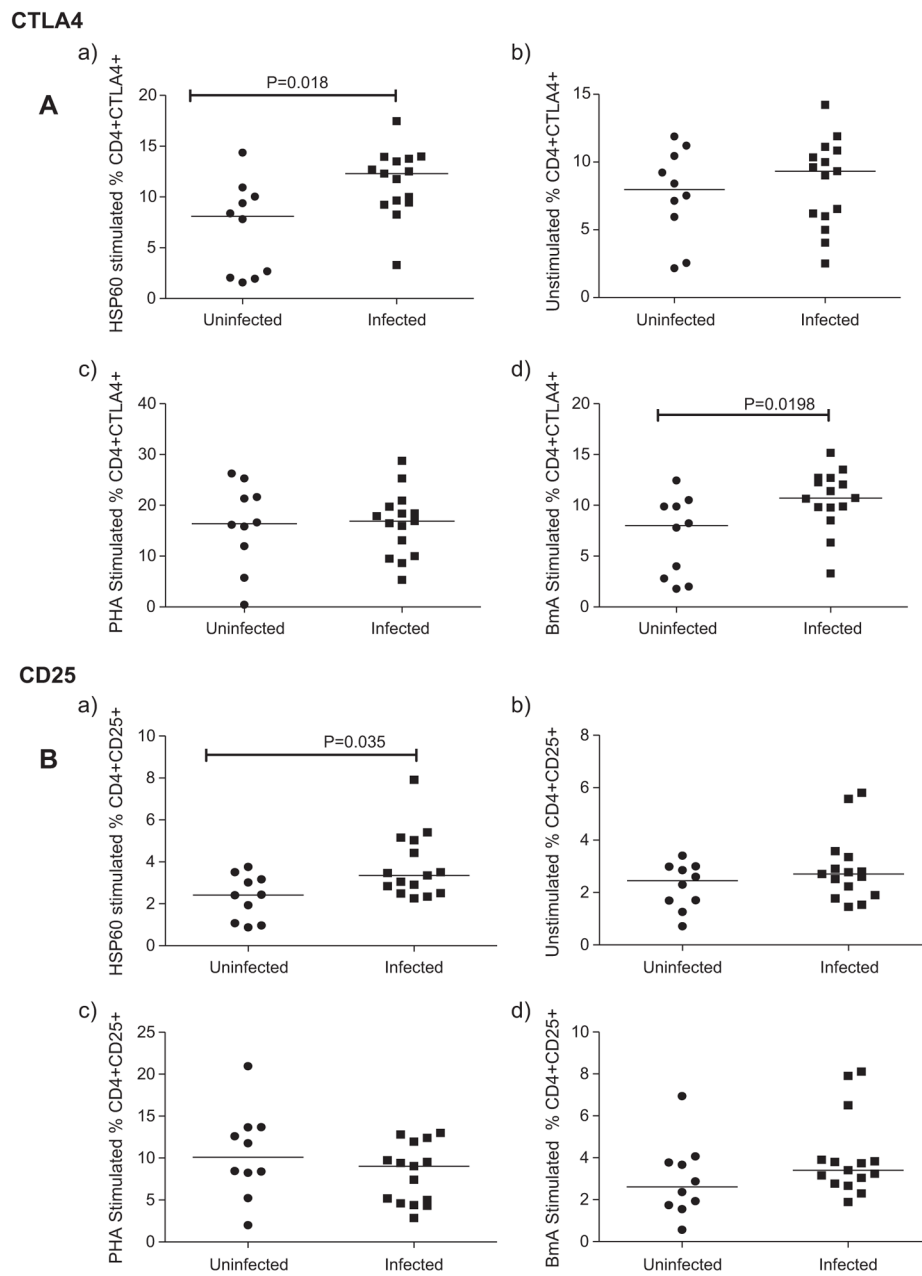 CTLA4
A
a)
HSP60 stimulated % CD4+CTLA4+
P=0.018
20
15
10
5
0
Uninfected
Infected
b)
Unstimulated % CD4+CTLA4+
15
10
5
0
Uninfected
Infected
c)
PHA Stimulated % CD4+CTLA4+
40
30
20
10
0
Uninfected
Infected
d)
BmA Stimulated % CD4+CTLA4+
P=0.0198
20
15
10
5
0
Uninfected
Infected
CD25
B
a)
HSP60 stimulated % CD4+CD25+
P=0.035
10
8
6
4
2
0
Uninfected
Infected
b)
Unstimulated % CD4+CD25+
8
6
4
2
0
Uninfected
Infected
c)
PHA Stimulated % CD4+CD25+
25
20
15
10
5
0
Uninfected
Infected
d)
BmA Stimulated % CD4+CD25+
10
8
6
4
2
0
Uninfected
Infected